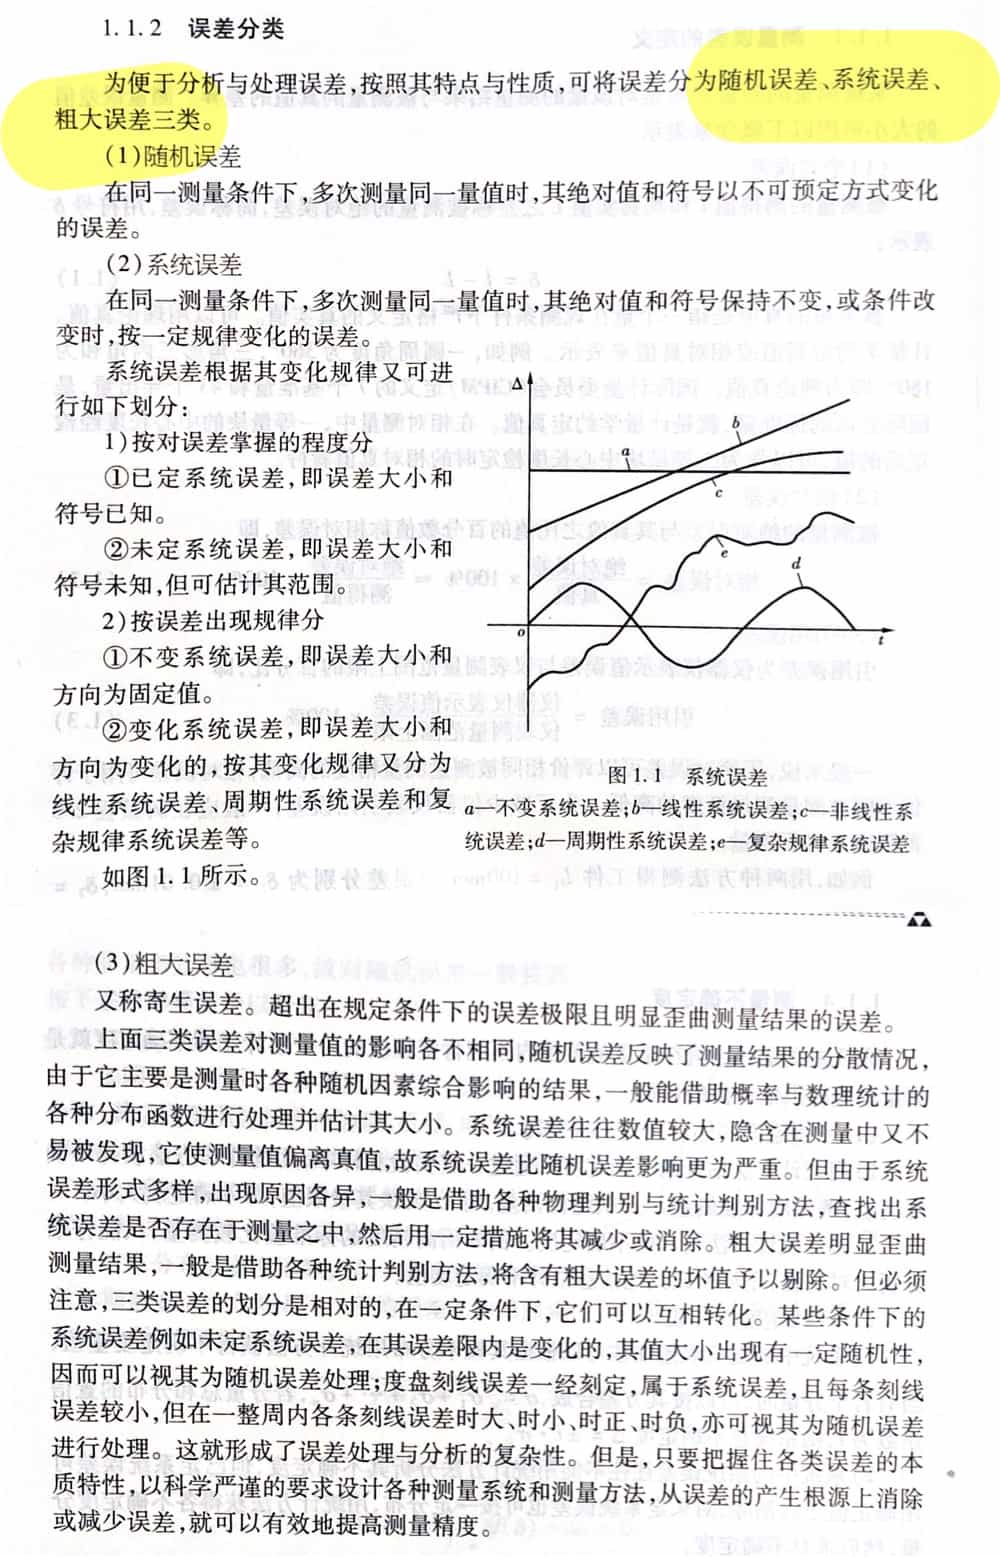 1.1.2 误差分类
为便于分析与处理误差,按照其特点与性质,可将误差分为随机误差、系统误差、
粗大误差三类。
(1)随机误差
在同一测量条件下,多次测量同一量值时,其绝对值和符号以不可预定方式变化
的误差。
(2)系统误差
在同一测量条件下,多次测量同一量值时,其绝对值和符号保持不变,或条件改
变时,按一定规律变化的误差。
系统误差根据其变化规律又可进
行如下划分:
1)按对误差掌握的程度分
①已定系统误差,即误差大小和
符号已知。
②未定系统误差,即误差大小和
符号未知,但可估计其范围。
2)按误差出现规律分
①不变系统误差,即误差大小和
方向为固定值。
②变化系统误差,即误差大小和
方向为变化的,按其变化规律又分为
线性系统误差、周期性系统误差和复
杂规律系统误差等。
如图1.1所示。
Δ
a
b
c
e
d
o
t
图1.1 系统误差
a—不变系统误差;b—线性系统误差;c—非线性系
统误差;d—周期性系统误差;e—复杂规律系统误差
(3)粗大误差
又称寄生误差。超出在规定条件下的误差极限且明显歪曲测量结果的误差。
上面三类误差对测量值的影响各不相同,随机误差反映了测量结果的分散情况,
由于它主要是测量时各种随机因素综合影响的结果,一般能借助概率与数理统计的
各种分布函数进行处理并估计其大小。系统误差往往数值较大,隐含在测量中又不
易被发现,它使测量值偏离真值,故系统误差比随机误差影响更为严重。但由于系统
误差形式多样,出现原因各异,一般是借助各种物理判别与统计判别方法,查找出系
统误差是否存在于测量之中,然后用一定措施将其减少或消除。粗大误差明显歪曲
测量结果,一般是借助各种统计判别方法,将含有粗大误差的坏值予以剔除。但必须
注意,三类误差的划分是相对的,在一定条件下,它们可以互相转化。某些条件下的
系统误差例如未定系统误差,在其误差限内是变化的,其值大小出现有一定随机性,
因而可以视其为随机误差处理;度盘刻线误差一经刻定,属于系统误差,且每条刻线
误差较小,但在一整周内各条刻线误差时大、时小、时正、时负,亦可视其为随机误差
进行处理。这就形成了误差处理与分析的复杂性。但是,只要把握住各类误差的本
质特性,以科学严谨的要求设计各种测量系统和测量方法,从误差的产生根源上消除
或减少误差,就可以有效地提高测量精度。